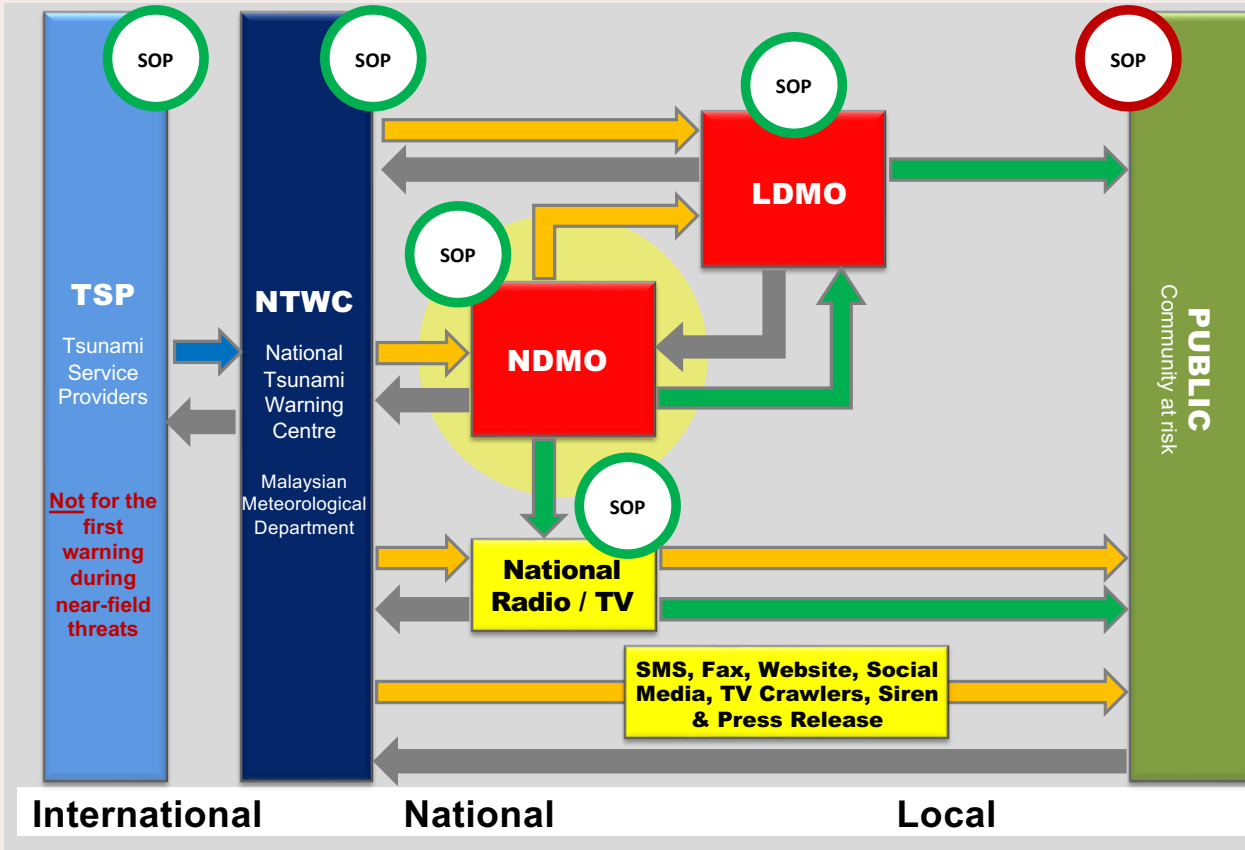 SOP
SOP
SOP
SOP
LDMO
SOP
TSP
Tsunami
Service
Providers
Not for the
first
warning
during
near-field
threats
NTWC
National
Tsunami
Warning
Centre
Malaysian
Meteorological
Department
NDMO
SOP
National
Radio / TV
SMS, Fax, Website, Social
Media, TV Crawlers, Siren
& Press Release
PUBLIC
Community at risk
International
National
Local